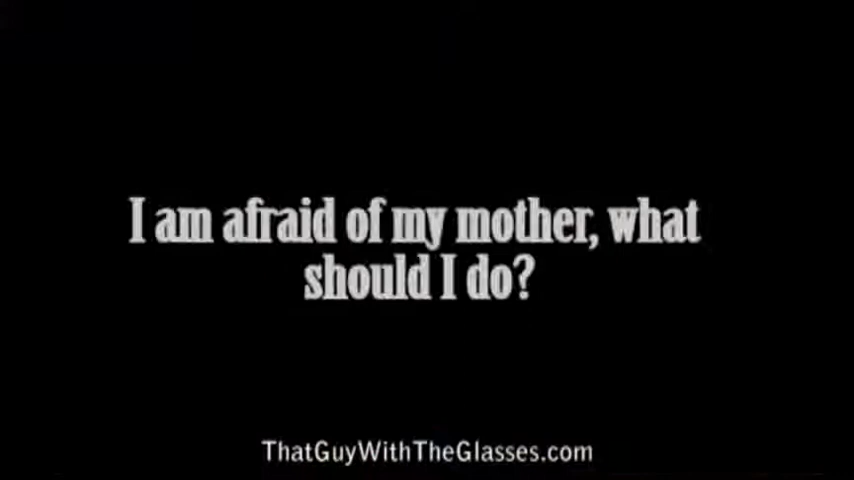 I am afraid of my mother, what
should I do?
ThatGuyWithTheGlasses.com